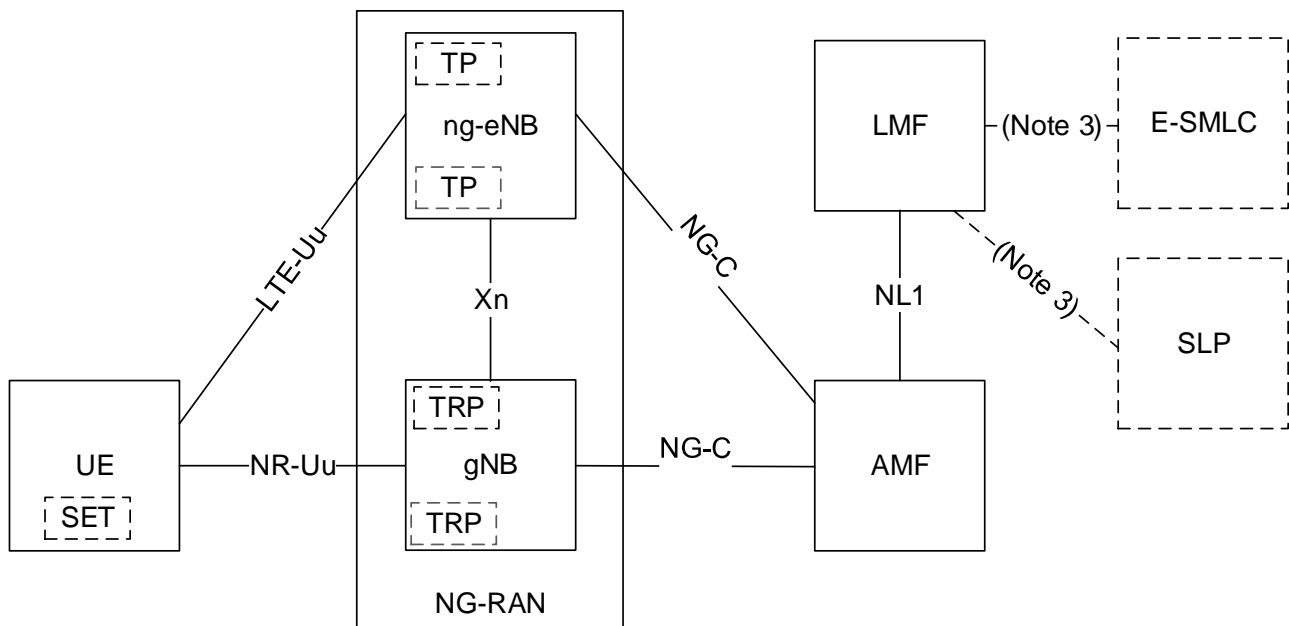 TP
ng-eNB
TP
LMF
(Note 3)
E-SMLC
LTE-Uu
Xn
NG-C
NL1
(Note 3)
SLP
UE
SET
NR-Uu
TRP
gNB
TRP
NG-C
AMF
NG-RAN